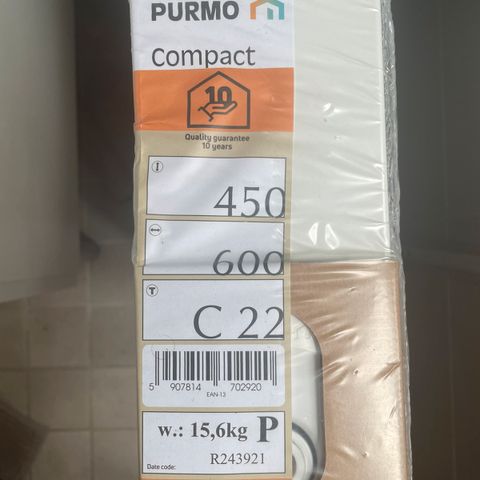 PURMO
Compact
10
Quality guarantee
10 years
450
600
T
C 22
5 907814 702920
EAN-13
w.: 15,6kg P
R243921
Date code: